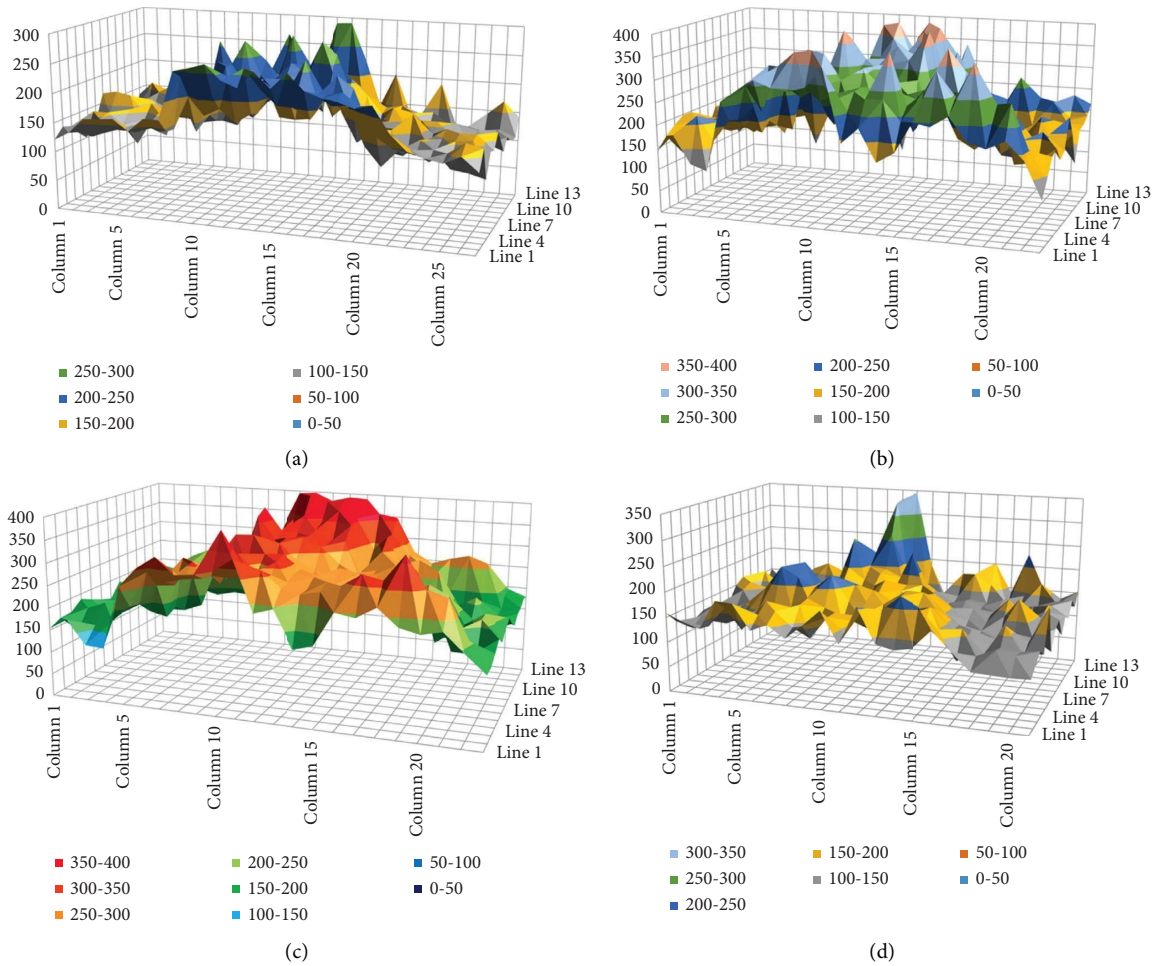 300
250
200
150
100
50
0
Column 1
Column 5
Column 10
Column 15
Column 20
Column 25
Line 13
Line 10
Line 7
Line 4
Line 1
250-300
200-250
150-200
100-150
50-100
0-50
(a)
400
350
300
250
200
150
100
50
0
Column 1
Column 5
Column 10
Column 15
Column 20
Line 13
Line 10
Line 7
Line 4
Line 1
350-400
300-350
250-300
200-250
150-200
100-150
50-100
0-50
(b)
400
350
300
250
200
150
100
50
0
Column 1
Column 5
Column 10
Column 15
Column 20
Line 13
Line 10
Line 7
Line 4
Line 1
350-400
300-350
250-300
200-250
150-200
100-150
50-100
0-50
(c)
350
300
250
200
150
100
50
0
Column 1
Column 5
Column 10
Column 15
Column 20
Line 13
Line 10
Line 7
Line 4
Line 1
300-350
250-300
200-250
150-200
100-150
50-100
0-50
(d)